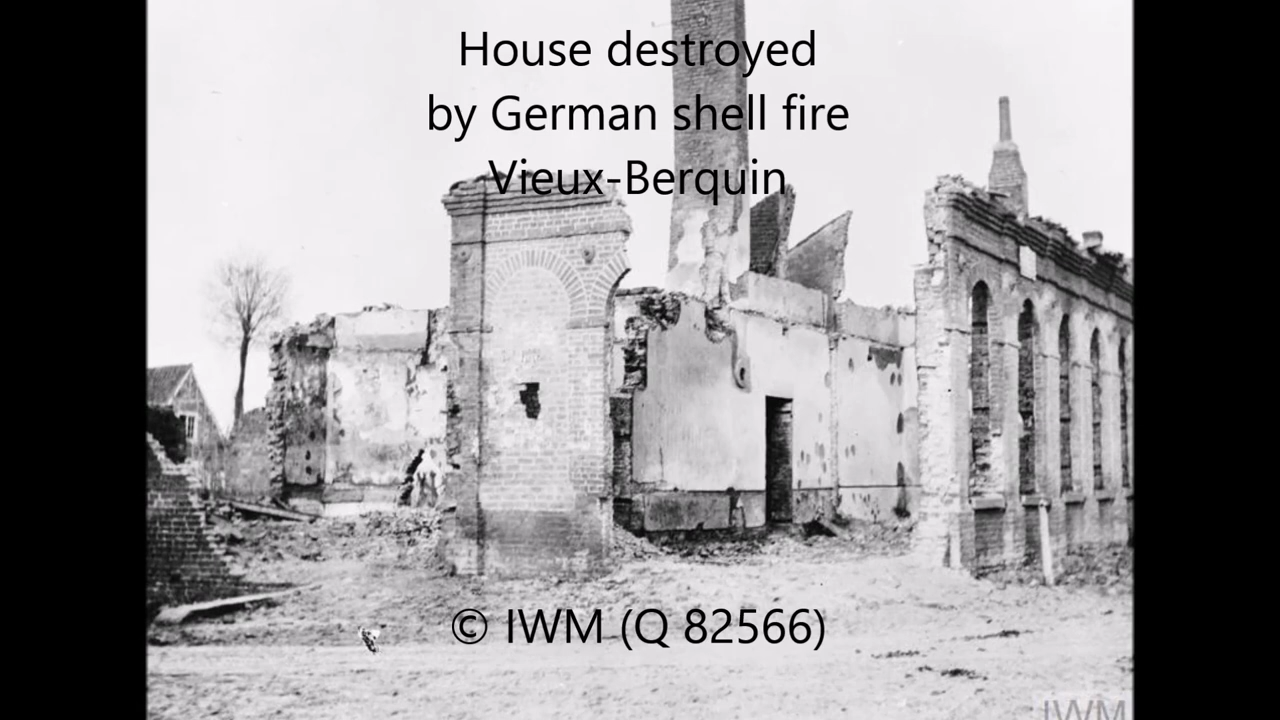 House destroyed
by German shell fire
Vieux-Berquin
© IWM (Q 82566)
IWM